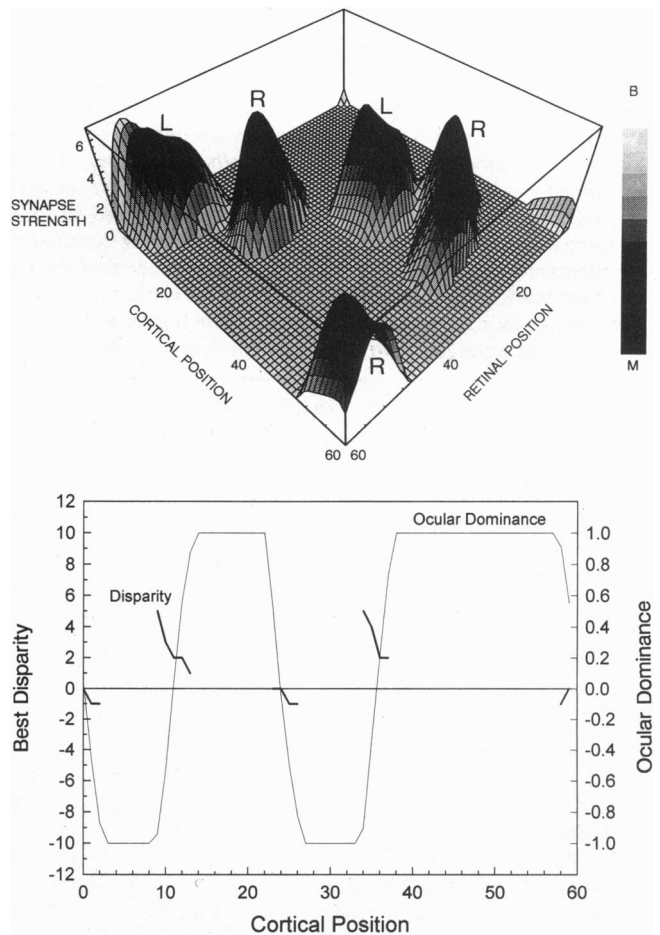 L
R
L
R
B
6
4
2
0
SYNAPSE
STRENGTH
20
20
CORTICAL POSITION
RETINAL POSITION
40
40
R
M
60 60
12
10
8
6
4
2
0
-2
-4
-6
-8
-10
-12
Best Disparity
Disparity
Ocular Dominance
1.0
0.8
0.6
0.4
0.2
0.0
-0.2
-0.4
-0.6
-0.8
-1.0
Ocular Dominance
0 10 20 30 40 50 60
Cortical Position